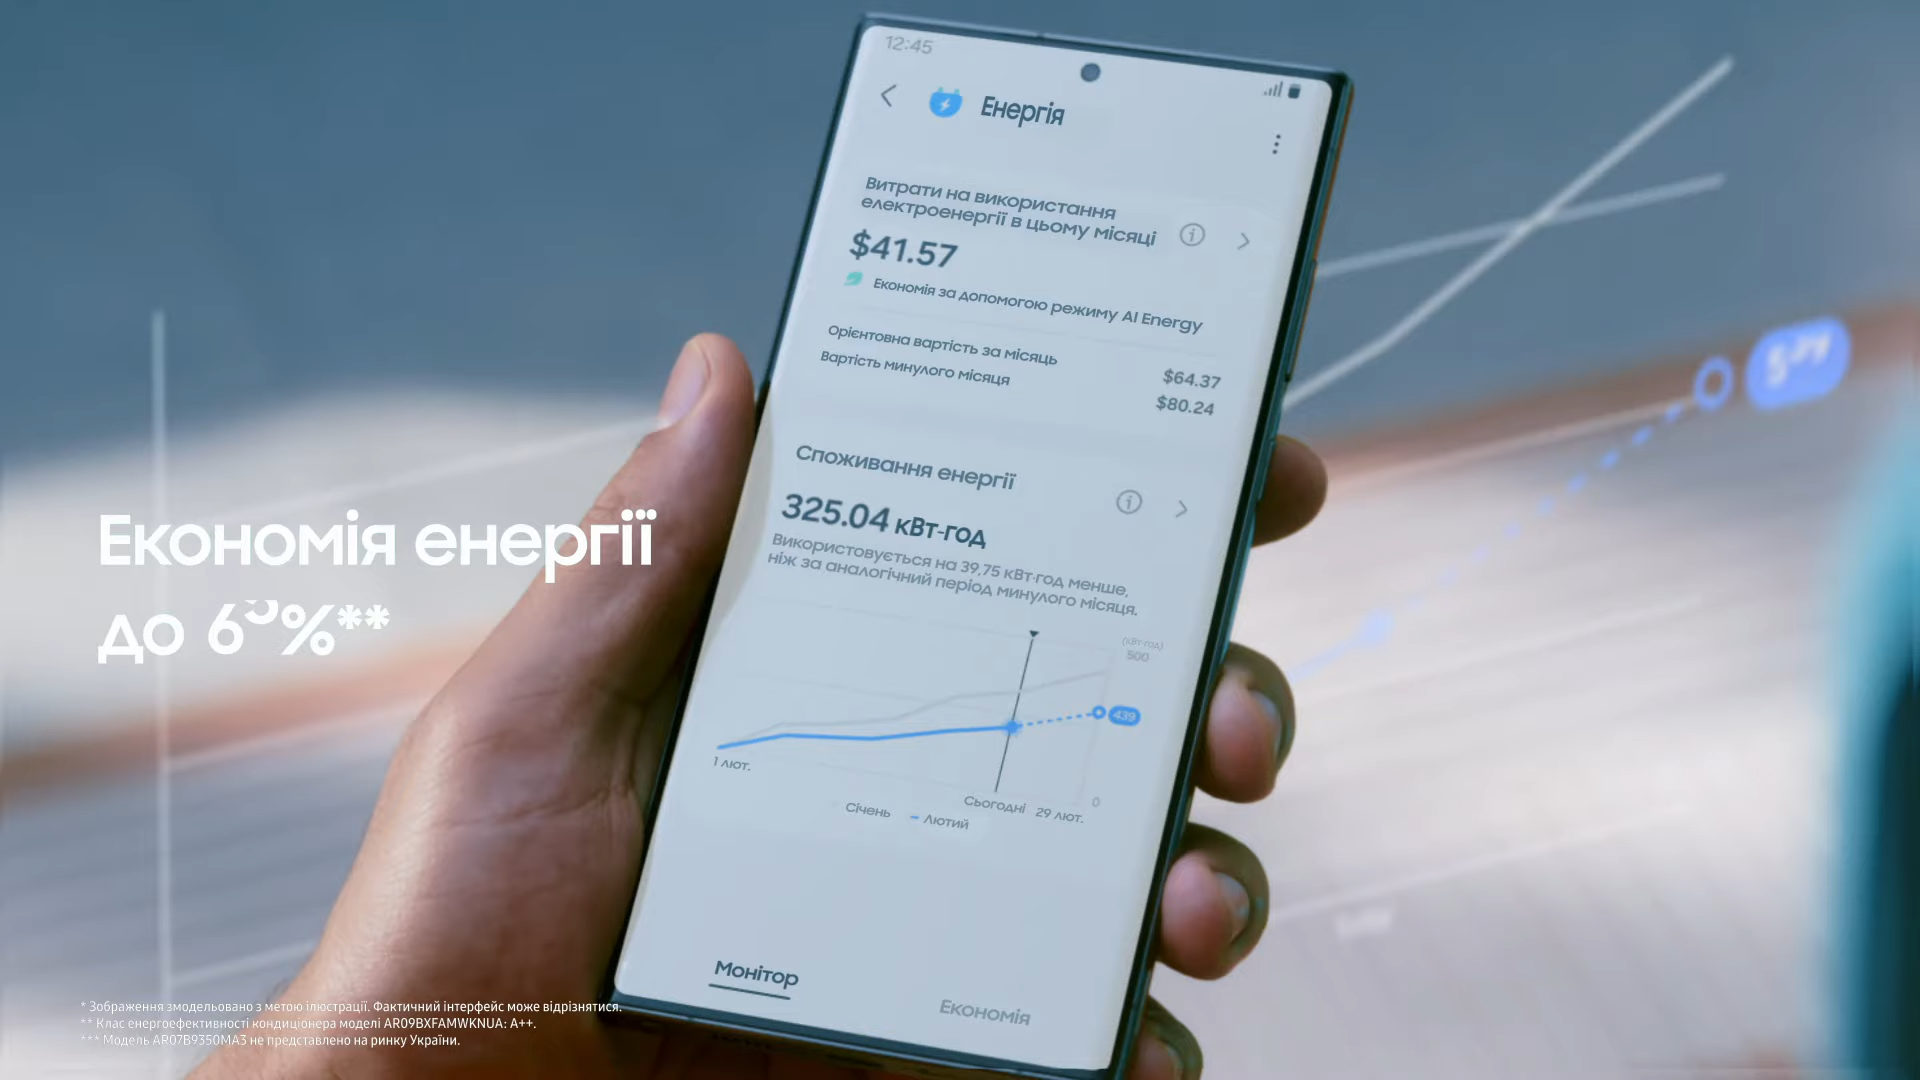 12:45
Енергія
Витрати на використання
електроенергії в цьому місяці
$41.57
Економія за допомогою режиму AI Energy
Орієнтовна вартість за місяць
$64.37
Вартість минулого місяця
$80.24
Споживання енергії
325.04 кВт-год
Використовується на 39,75 кВт·год менше,
ніж за аналогічний період минулого місяця.
(кВт·год)
500
439
0
1 лют.
Сьогодні 29 лют.
Січень Лютий
Монітор
Економія
Економія енергії
до
* Зображення змодельовано з метою ілюстрації. Фактичний інтерфейс може відрізнятися.
** Клас енергоефективності кондиціонера моделі AR09BXFAMWKNUA: A++.
*** Модель AR07B9350MA3 не представлено на ринку України.